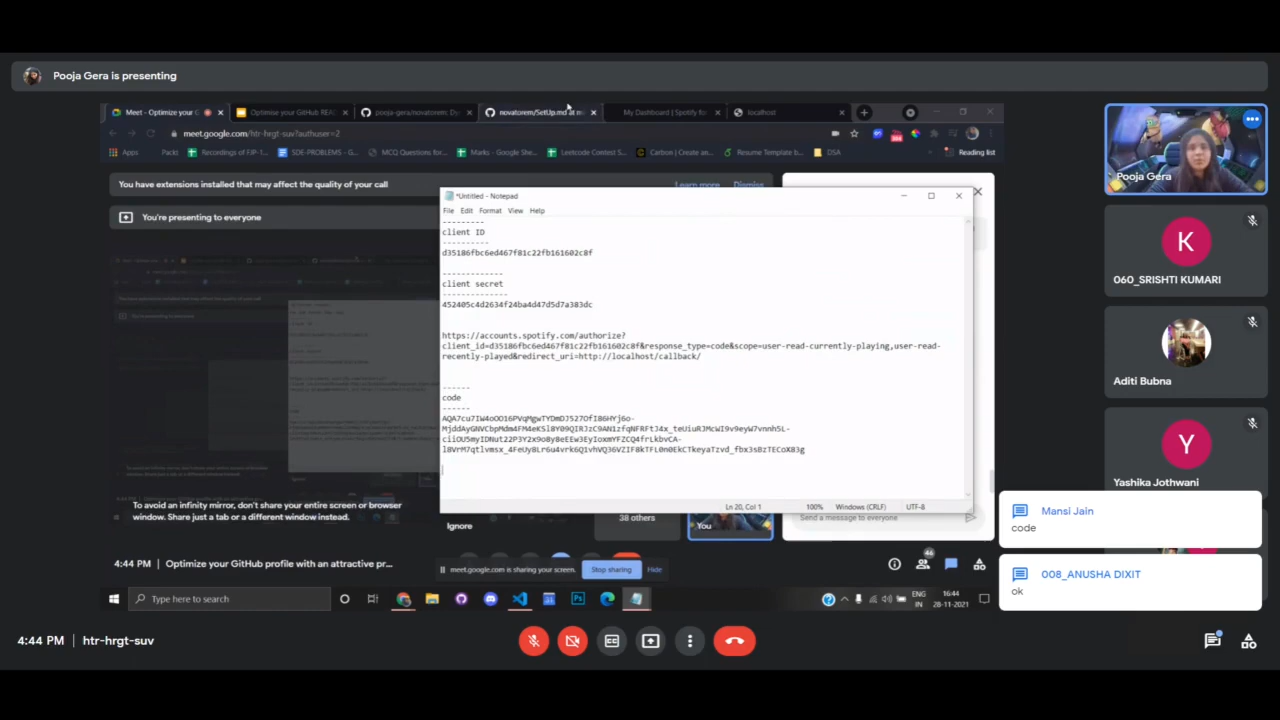 Pooja Gera is presenting
Meet - Optimize your G
Optimise your GitHub REA
pooja-gera/novatorem: Dy
novatorem/SetUp.md at m
My Dashboard | Spotify fo
localhost
meet.google.com/htr-hrgt-suv?authuser=2
Apps
Packt
Recordings of FJP-1...
SDE-PROBLEMS - G...
MCQ Questions for...
Marks - Google She...
Leetcode Contest S...
Carbon | Create an...
Resume Template b...
DSA
Reading list
You have extensions installed that may affect the quality of your call
Learn more
Dismiss
You're presenting to everyone
*Untitled - Notepad
File Edit Format View Help
---------
client ID
----------
d35186fbc6ed467f81c22fb161602c8f
-------------
client secret
--------------
452405c4d2634f24ba4d47d5d7a383dc
https://accounts.spotify.com/authorize?
client_id=d35186fbc6ed467f81c22fb161602c8f&response_type=code&scope=user-read-currently-playing,user-read-
recently-played&redirect_uri=http://localhost/callback/
------
code
------
Ln 20, Col 1
100%
Windows (CRLF)
UTF-8
To avoid an infinity mirror, don't share your entire screen or browser
window. Share just a tab or a different window instead.
Ignore
38 others
You
Send a message to everyone
4:44 PM | Optimize your GitHub profile with an attractive pr...
meet.google.com is sharing your screen.
Stop sharing
Hide
46
Type here to search
ENG
IN
16:44
28-11-2021
Pooja Gera
K
060_SRISHTI KUMARI
Aditi Bubna
Y
Yashika Jothwani
Mansi Jain
code
008_ANUSHA DIXIT
ok
4:44 PM | htr-hrgt-suv